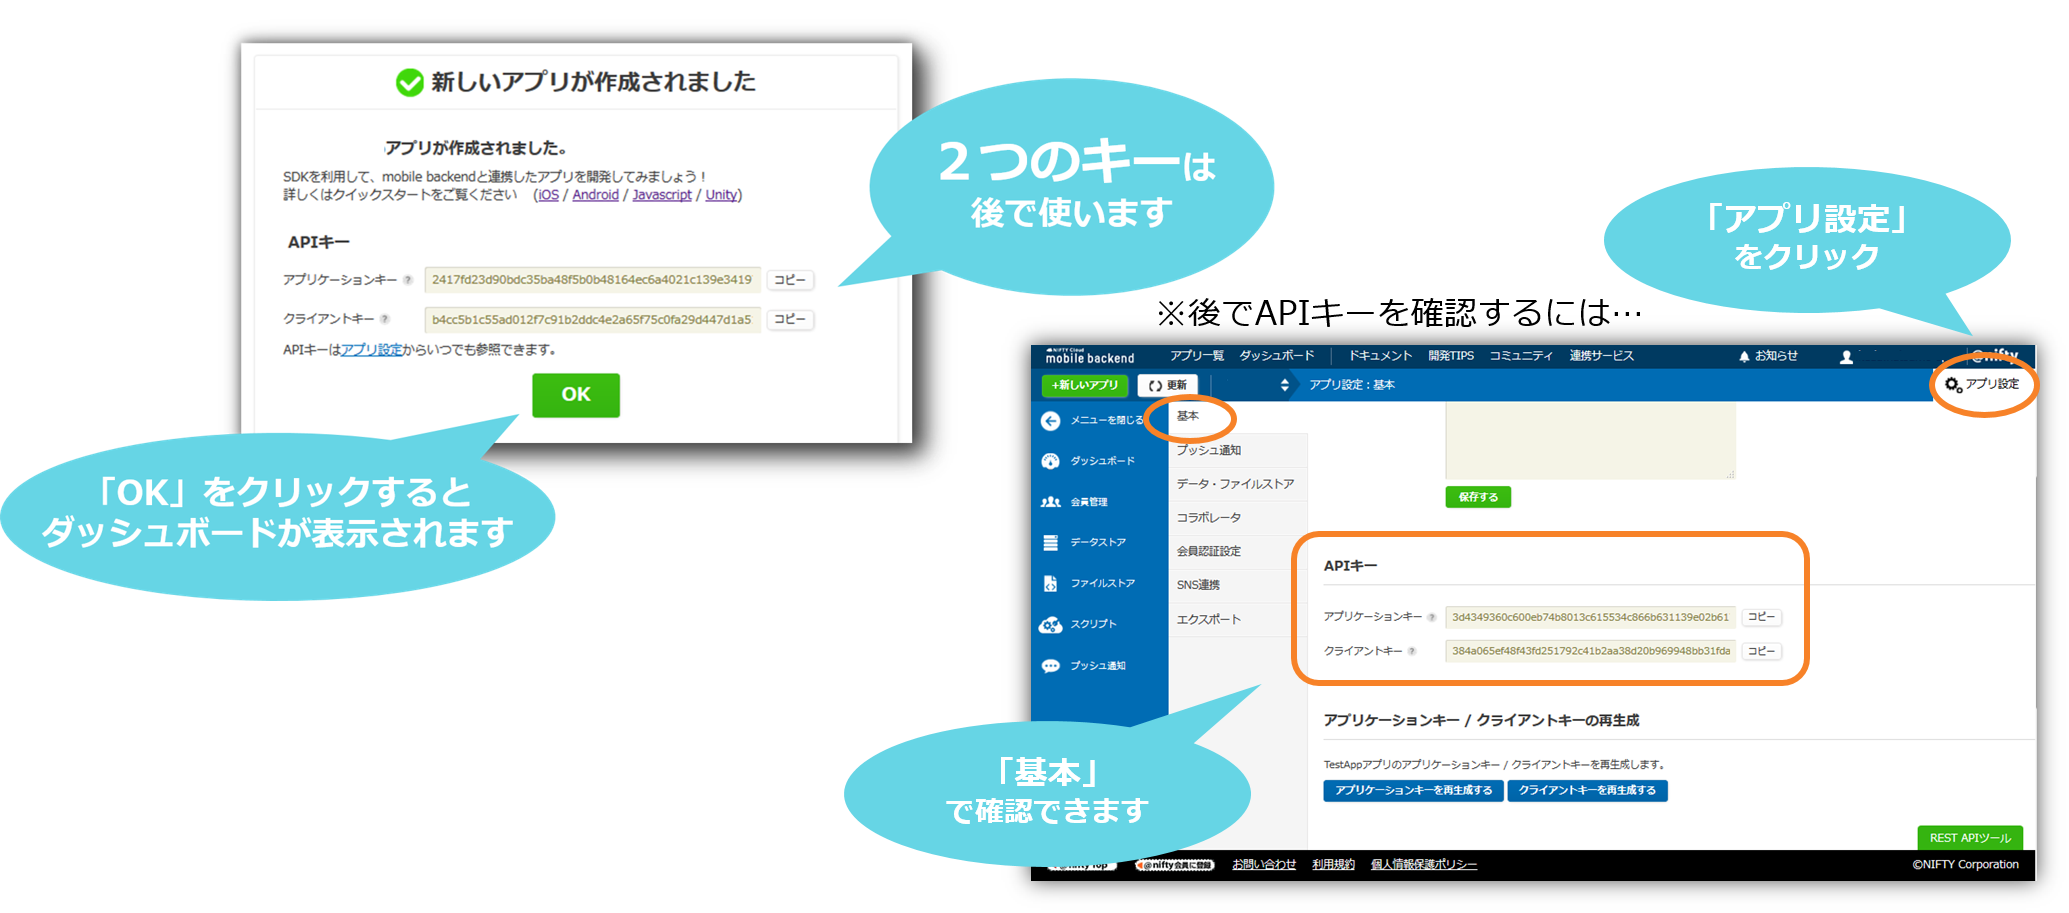 新しいアプリが作成されました
アプリが作成されました。
SDKを利用して、mobile backendと連携したアプリを開発してみましょう！
詳しくはクイックスタートをご覧ください (iOS / Android / Javascript / Unity)
APIキー
アプリケーションキー ? 2417fd23d90bdc35ba48f5b0b48164ec6a4021c139e3419 コピー
クライアントキー ? b4cc5b1c55ad012f7c91b2ddc4e2a65f75c0fa29d447d1a5 コピー
APIキーはアプリ設定からいつでも参照できます。
OK
２つのキーは
後で使います
「OK」をクリックすると
ダッシュボードが表示されます
「アプリ設定」
をクリック
※後でAPIキーを確認するには…
NIFTY Cloud
mobile backend アプリ一覧 ダッシュボード ドキュメント 開発TIPS コミュニティ 連携サービス お知らせ @nifty
+新しいアプリ 更新 アプリ設定：基本 アプリ設定
メニューを閉じる
ダッシュボード
会員管理
データストア
ファイルストア
スクリプト
プッシュ通知
基本
プッシュ通知
データ・ファイルストア
コラボレータ
会員認証設定
SNS連携
エクスポート
保存する
APIキー
アプリケーションキー ? 3d4349360c600eb74b8013c615534c866b631139e02b61 コピー
クライアントキー ? 384a065ef48f43fd251792c41b2aa38d20b969948bb31fda コピー
アプリケーションキー / クライアントキーの再生成
TestAppアプリのアプリケーションキー / クライアントキーを再生成します。
アプリケーションキーを再生成する クライアントキーを再生成する
「基本」
で確認できます
REST APIツール
@nifty Top @nifty会員に登録 お問い合わせ 利用規約 個人情報保護ポリシー ©NIFTY Corporation